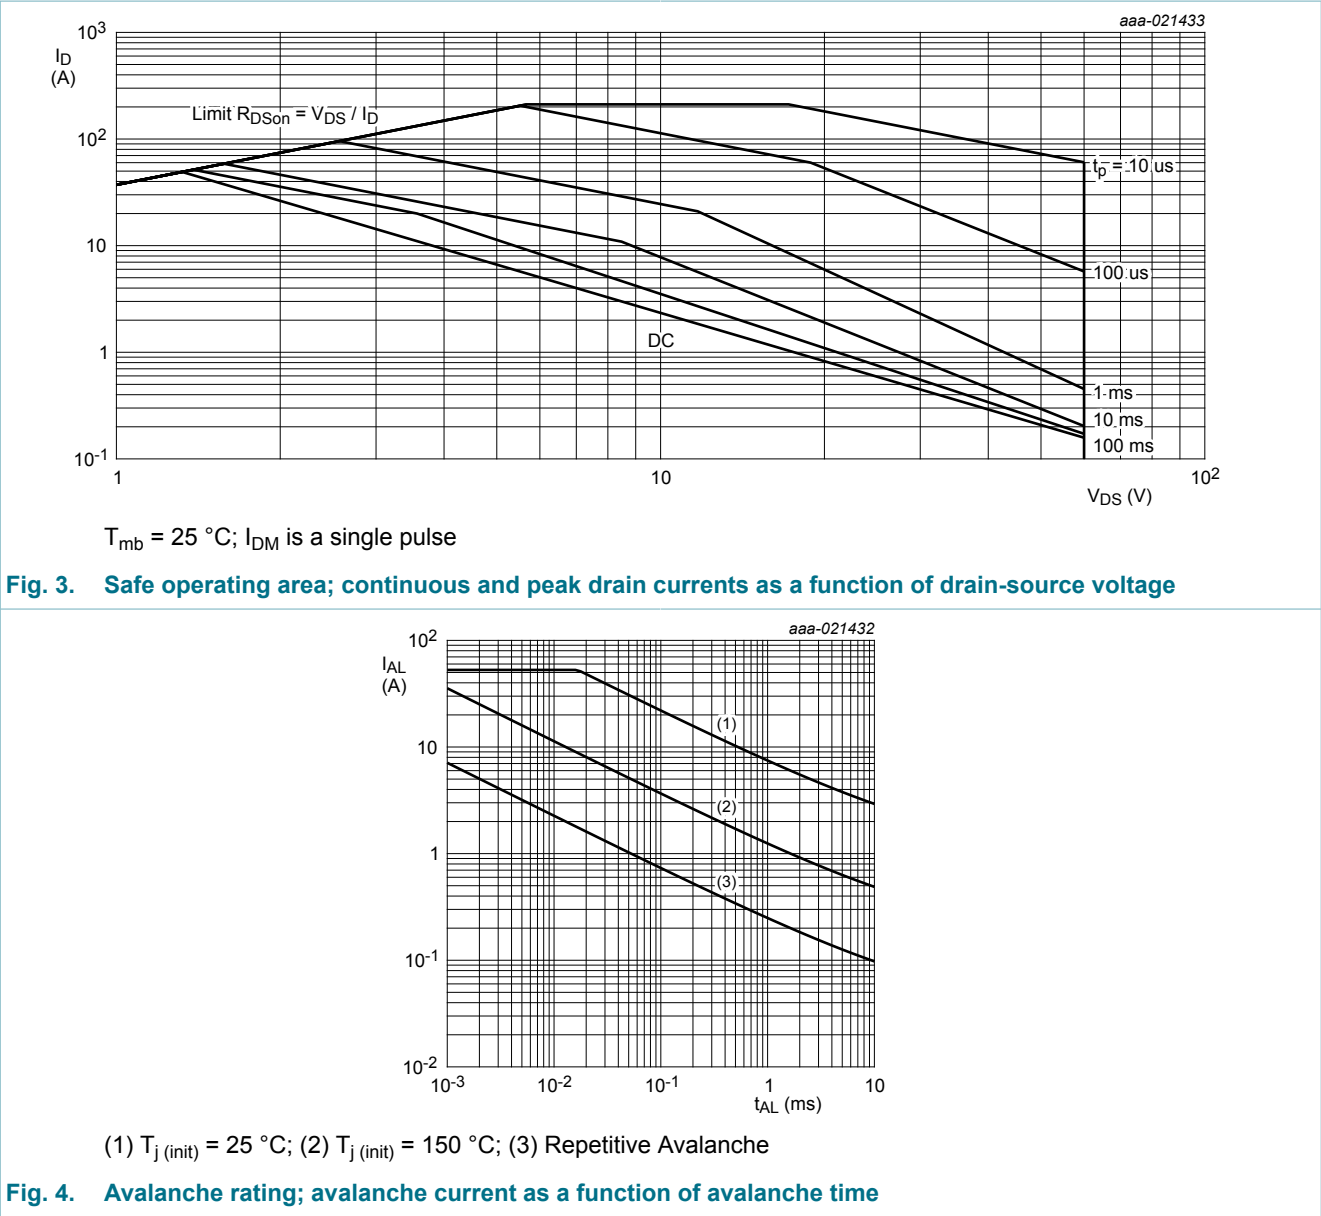 aaa-021433
10³
I_D
(A)
Limit R_DSon = V_DS / I_D
10²
t_p = 10 us
10
100 us
DC
1
1 ms
10 ms
100 ms
10⁻¹
1
10
10²
V_DS (V)
T_mb = 25 °C; I_DM is a single pulse
Fig. 3. Safe operating area; continuous and peak drain currents as a function of drain-source voltage
aaa-021432
10²
I_AL
(A)
(1)
10
(2)
1
(3)
10⁻¹
10⁻²
10⁻³
10⁻²
10⁻¹
1
10
t_AL (ms)
(1) T_j (init) = 25 °C; (2) T_j (init) = 150 °C; (3) Repetitive Avalanche
Fig. 4. Avalanche rating; avalanche current as a function of avalanche time